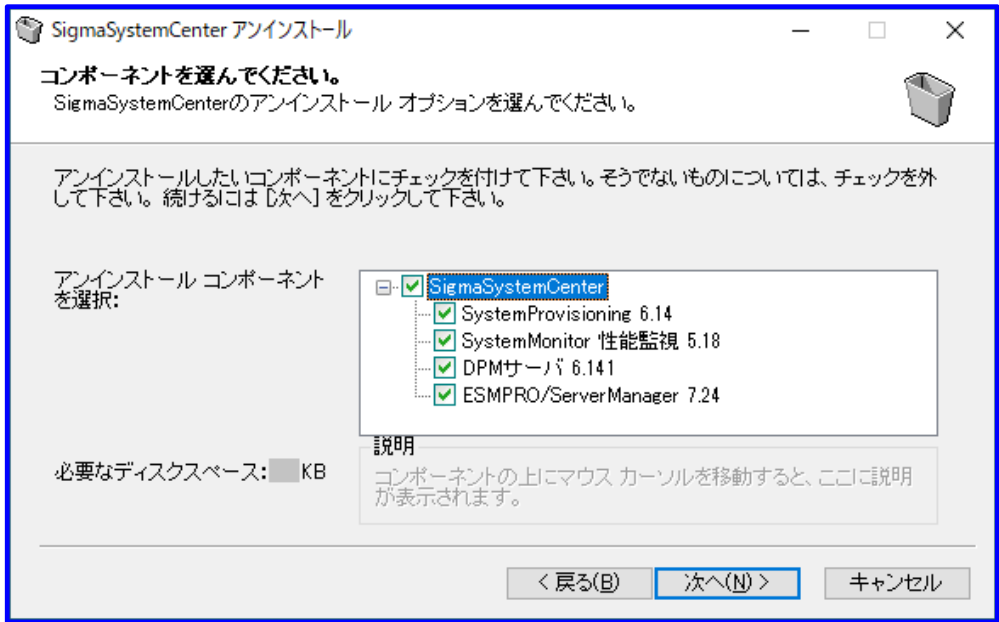 SigmaSystemCenter アンインストール
コンポーネントを選んでください。
SigmaSystemCenterのアンインストール オプションを選んでください。
アンインストールしたいコンポーネントにチェックを付けて下さい。そうでないものについては、チェックを外
して下さい。 続けるには [次へ] をクリックして下さい。
アンインストール コンポーネント
を選択:
SigmaSystemCenter
SystemProvisioning 6.14
SystemMonitor 性能監視 5.18
DPMサーバ 6.141
ESMPRO/ServerManager 7.24
必要なディスクスペース: KB
説明
コンポーネントの上にマウス カーソルを移動すると、ここに説明
が表示されます。
< 戻る(B)
次へ(N) >
キャンセル